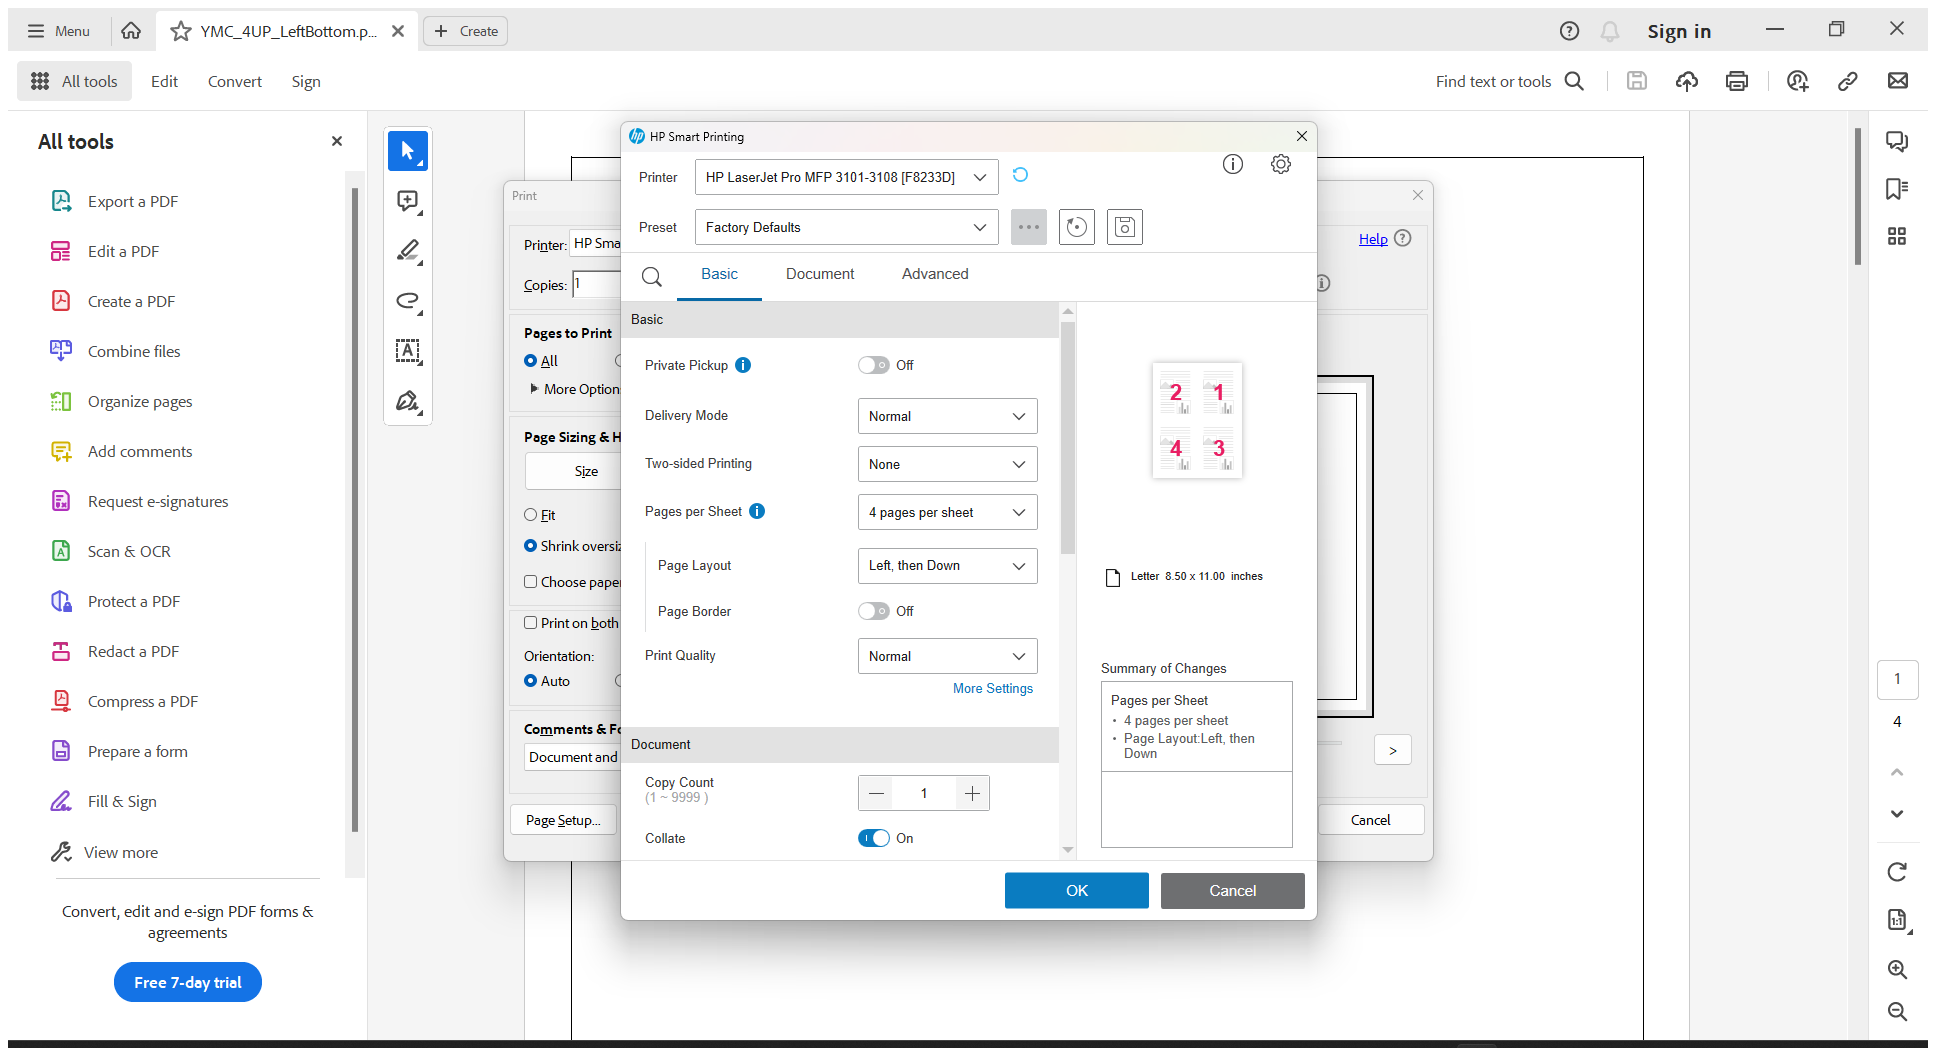 Menu
YMC_4UP_LeftBottom.p...
Create
Sign in
All tools
Edit
Convert
Sign
Find text or tools
All tools
Export a PDF
Edit a PDF
Create a PDF
Combine files
Organize pages
Add comments
Request e-signatures
Scan & OCR
Protect a PDF
Redact a PDF
Compress a PDF
Prepare a form
Fill & Sign
View more
Convert, edit and e-sign PDF forms &
agreements
Free 7-day trial
Print
Printer: HP Sma
Copies: 1
Pages to Print
All
More Option
Page Sizing & H
Size
Fit
Shrink oversiz
Choose pape
Print on both
Orientation:
Auto
Comments & Fo
Document and
Page Setup...
Help
>
Cancel
HP Smart Printing
Printer
HP LaserJet Pro MFP 3101-3108 [F8233D]
Preset
Factory Defaults
Basic
Document
Advanced
Basic
Private Pickup
Off
Delivery Mode
Normal
Two-sided Printing
None
Pages per Sheet
4 pages per sheet
Page Layout
Left, then Down
Page Border
Off
Print Quality
Normal
More Settings
Document
Copy Count
(1 ~ 9999 )
1
Collate
On
2 1
4 3
Letter 8.50 x 11.00 inches
Summary of Changes
Pages per Sheet
• 4 pages per sheet
• Page Layout:Left, then
Down
OK
Cancel
1
4
1:1